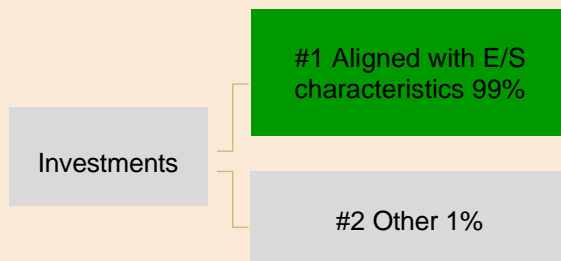 #1 Aligned with E/S
characteristics 99%
Investments
#2 Other 1%